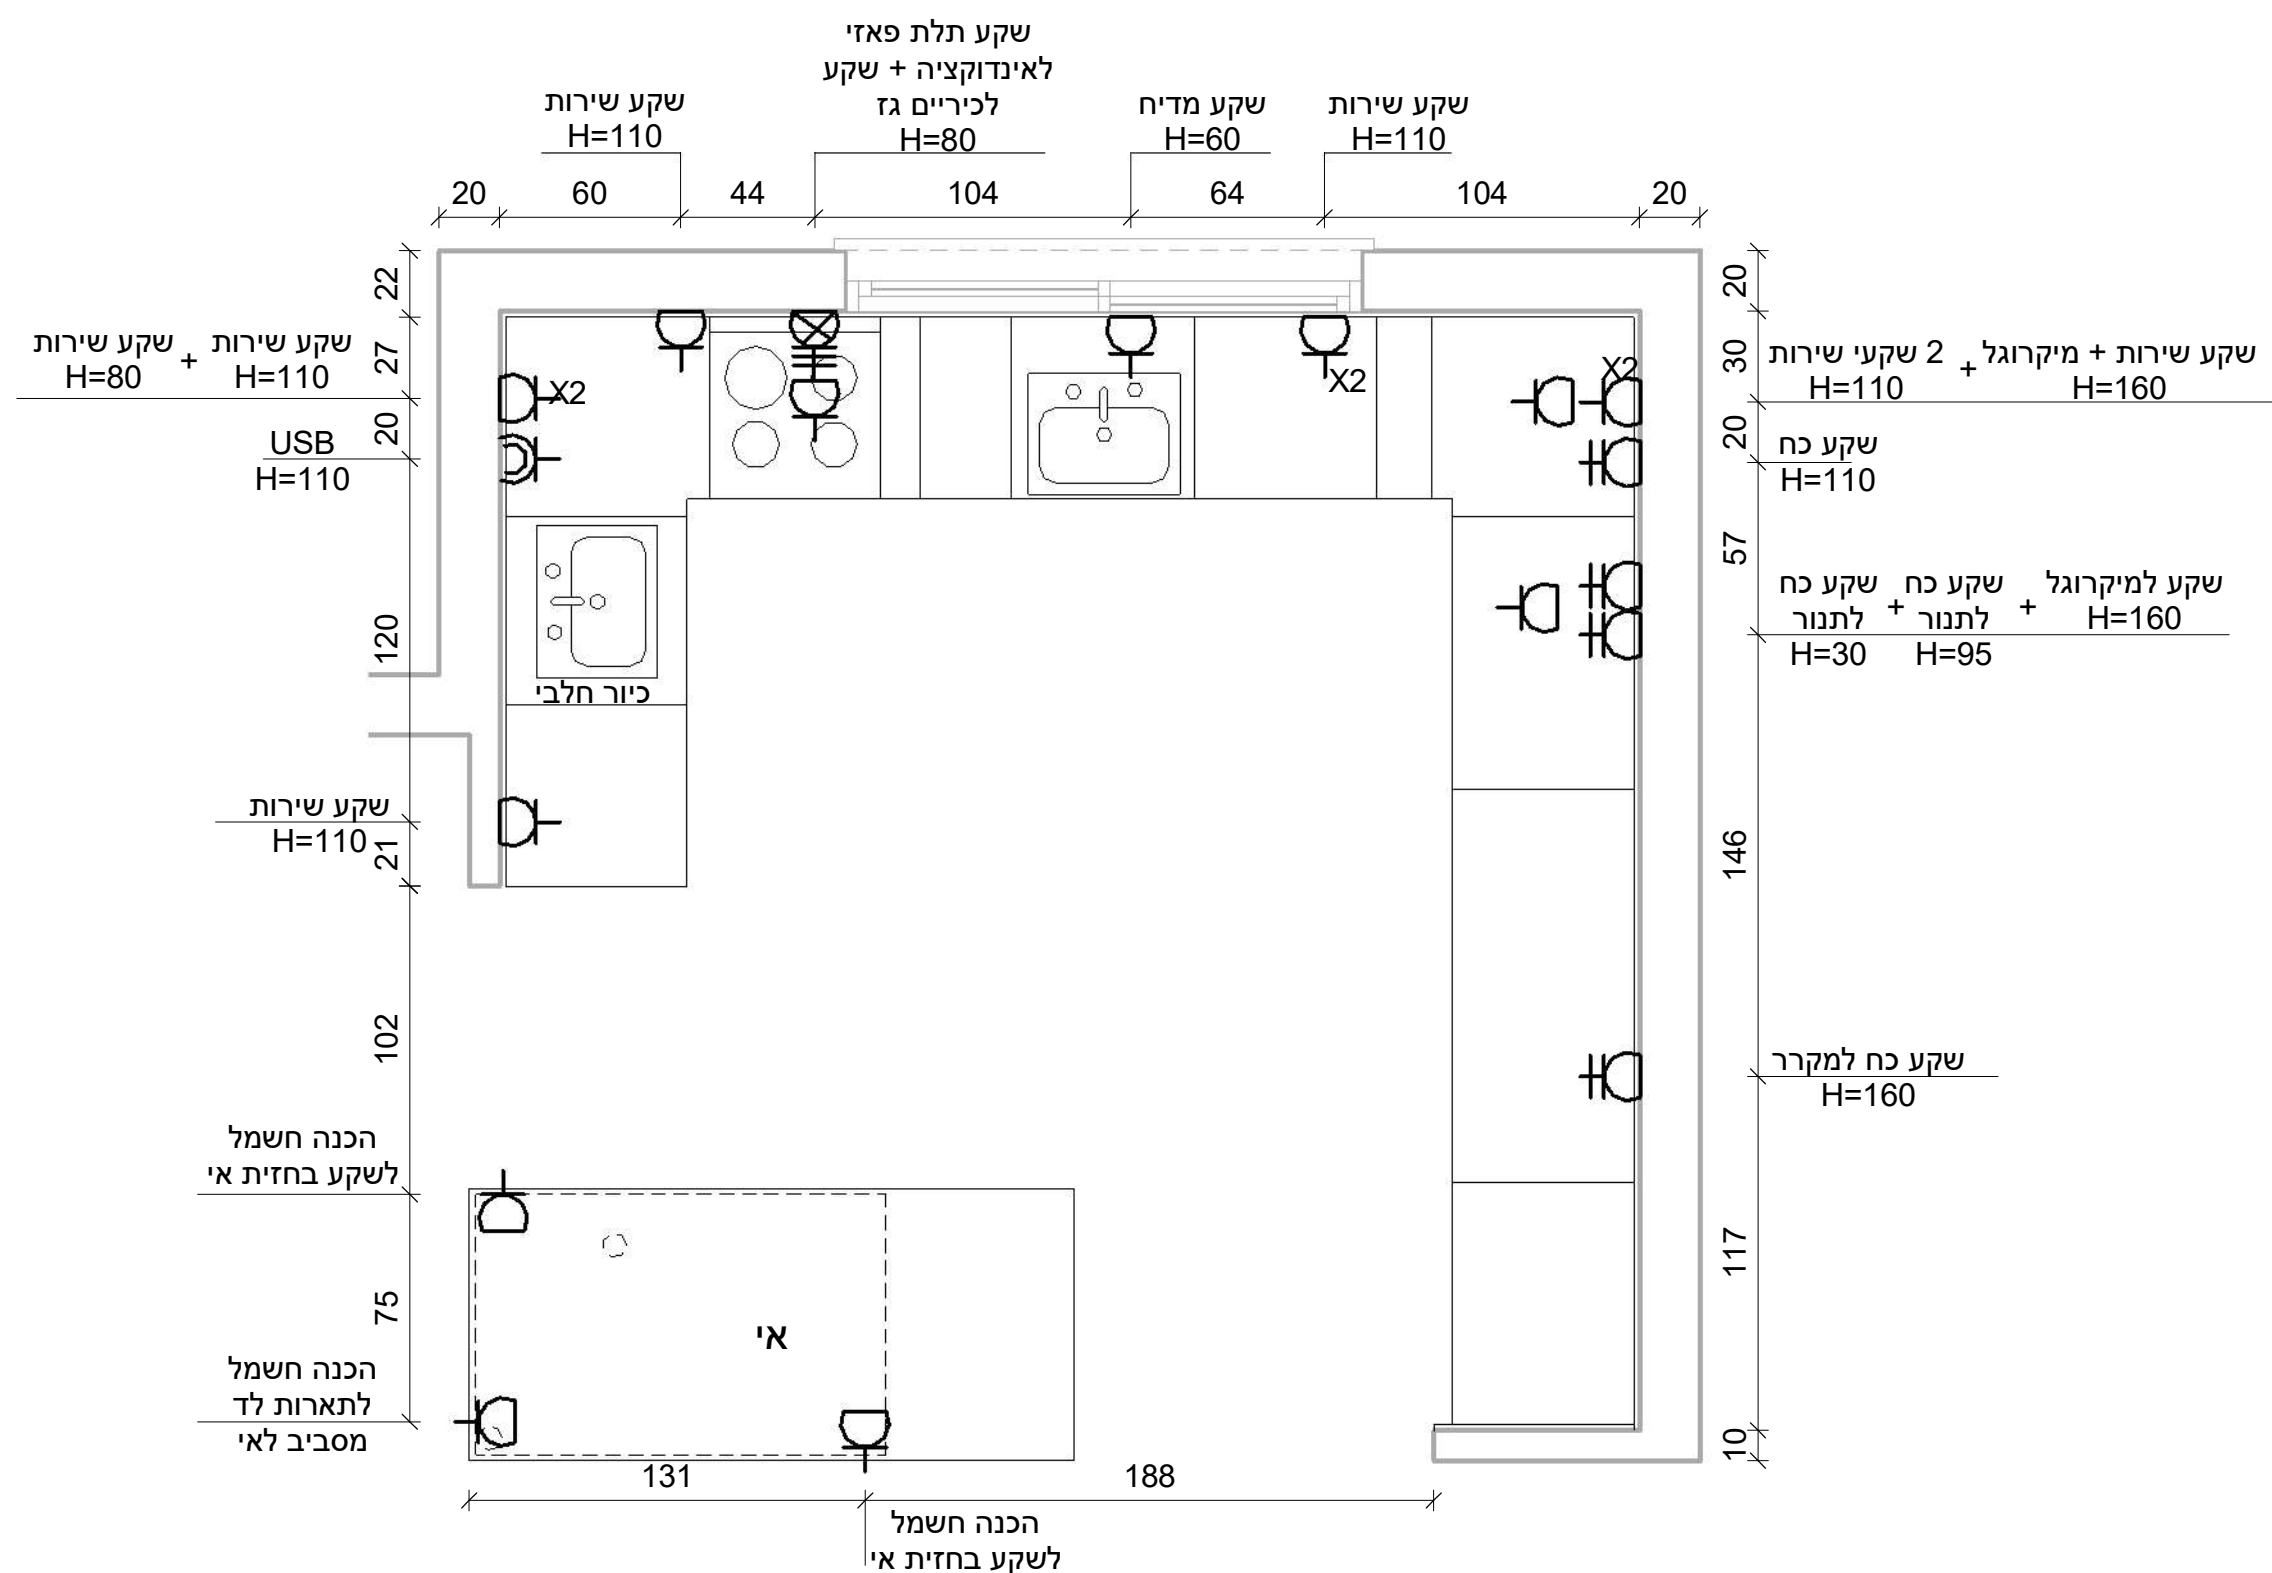 שקע תלת פאזי
לאינדוקציה + שקע
לכיריים גז
H=80
שקע שירות
H=110
שקע מדיח
H=60
שקע שירות
H=110
20
60
44
104
64
104
20
22
27
20
120
21
102
75
שקע שירות + שקע שירות
H=110
H=80
USB
H=110
שקע שירות
H=110
הכנה חשמל
לשקע בחזית אי
הכנה חשמל
לתארות לד
מסביב לאי
X2
X2
X2
כיור חלבי
אי
20
30
20
57
146
117
10
שקע שירות + מיקרוגל + 2 שקעי שירות
H=160
H=110
שקע כח
H=110
שקע למיקרוגל
H=160
+
שקע כח
לתנור
H=95
+
שקע כח
לתנור
H=30
שקע כח למקרר
H=160
131
188
הכנה חשמל
לשקע בחזית אי